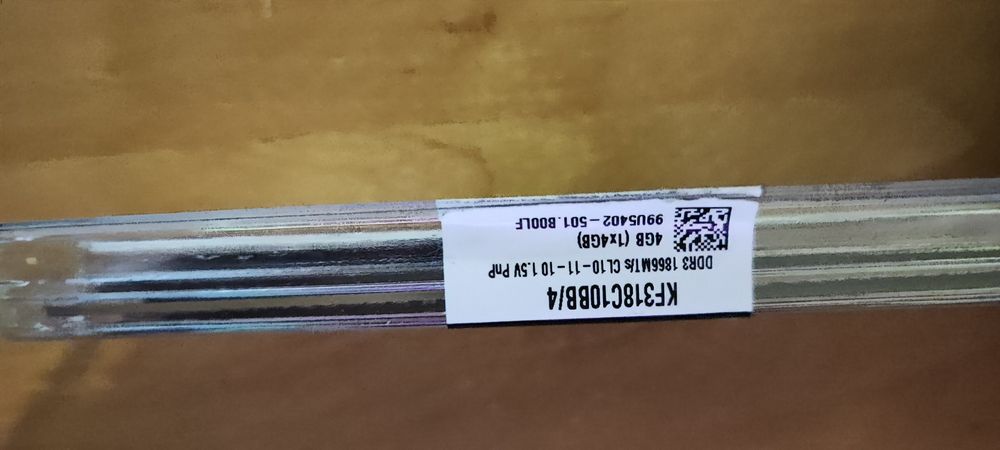 KF318C10BB/4
DDR3 1866MT/s CL10-11-10 1.5V PnP
4GB (1x4GB)
99U5402-501.B00LF